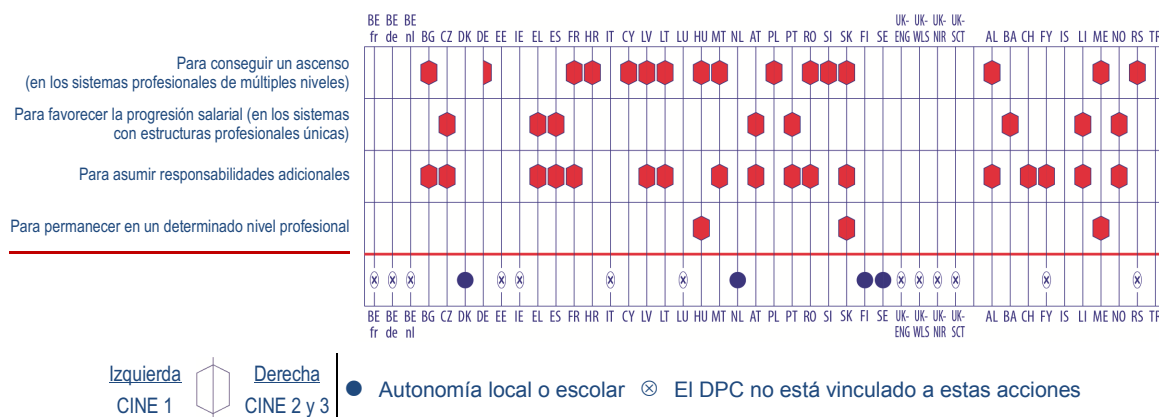 BE BE BE UK- UK- UK- UK-
fr de nl BG CZ DK DE EE IE EL ES FR HR IT CY LV LT LU HU MT NL AT PL PT RO SI SK FI SE ENG WLS NIR SCT AL BA CH FY IS LI ME NO RS TR
Para conseguir un ascenso
(en los sistemas profesionales de múltiples niveles)
Para favorecer la progresión salarial (en los sistemas
con estructuras profesionales únicas)
Para asumir responsabilidades adicionales
Para permanecer en un determinado nivel profesional
BE BE BE BG CZ DK DE EE IE EL ES FR HR IT CY LV LT LU HU MT NL AT PL PT RO SI SK FI SE UK- UK- UK- UK- AL BA CH FY IS LI ME NO RS TR
fr de nl ENG WLS NIR SCT
Izquierda Derecha
CINE 1 CINE 2 y 3
Autonomía local o escolar El DPC no está vinculado a estas acciones